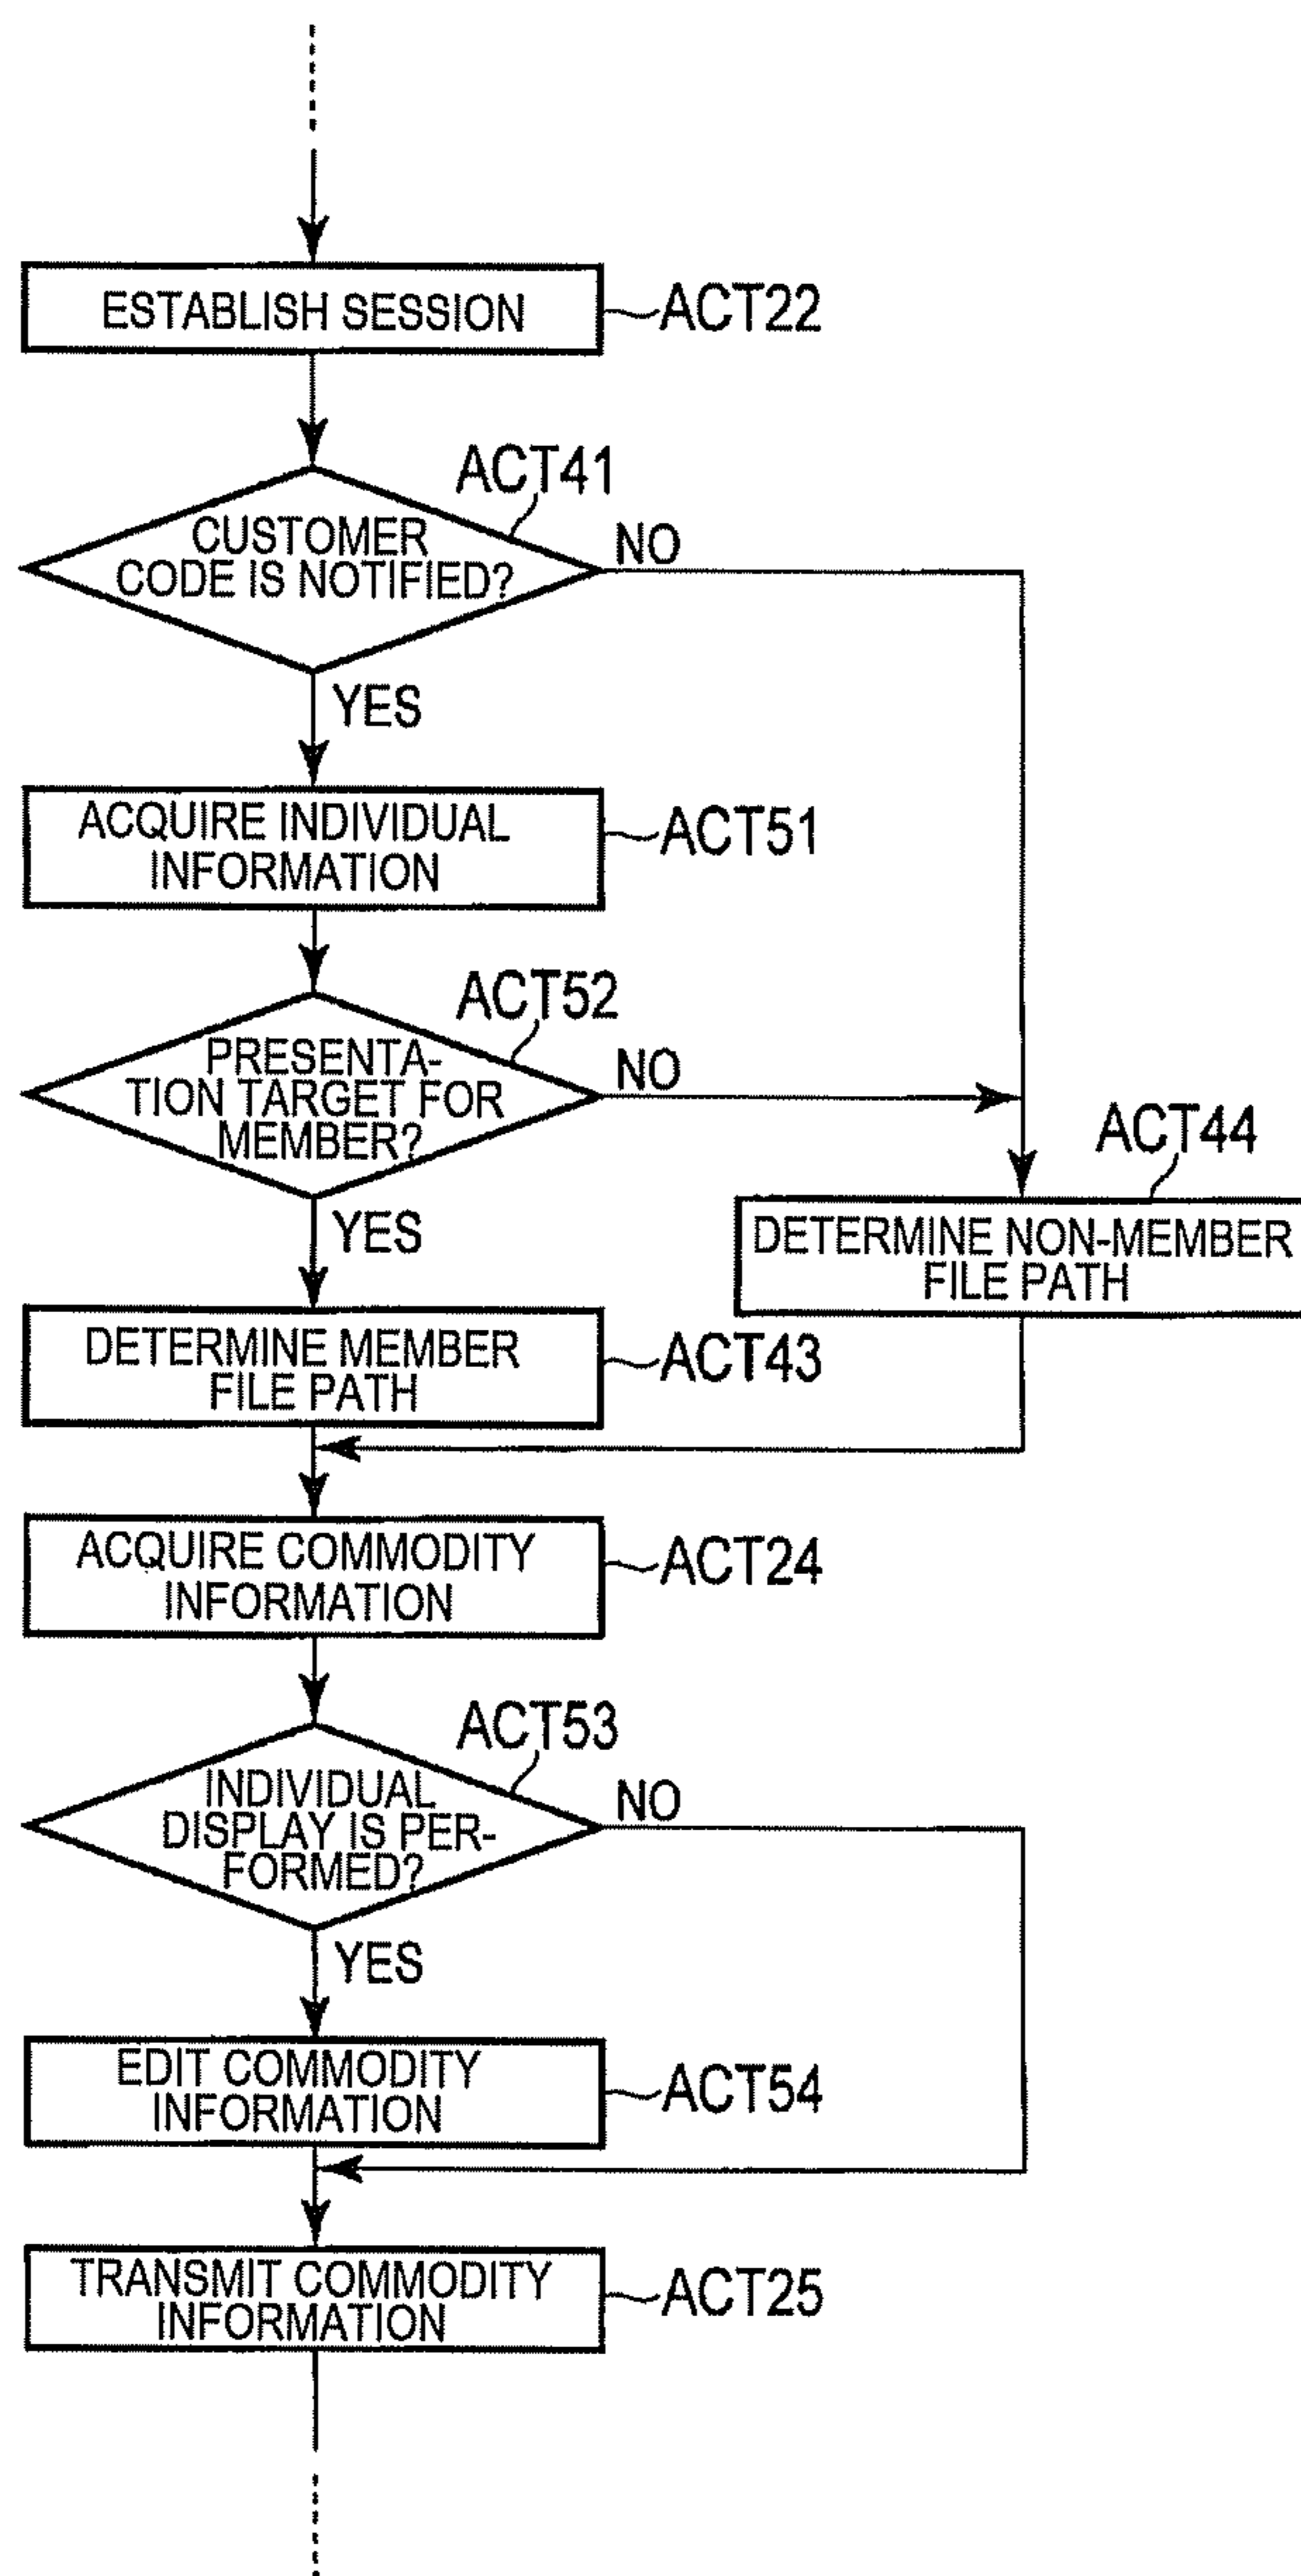 ESTABLISH SESSION
ACT22
ACT41
CUSTOMER
CODE IS NOTIFIED?
NO
YES
ACQUIRE INDIVIDUAL
INFORMATION
ACT51
ACT52
PRESENTA-
TION TARGET FOR
MEMBER?
NO
YES
ACT44
DETERMINE NON-MEMBER
FILE PATH
DETERMINE MEMBER
FILE PATH
ACT43
ACQUIRE COMMODITY
INFORMATION
ACT24
ACT53
INDIVIDUAL
DISPLAY IS PER-
FORMED?
NO
YES
EDIT COMMODITY
INFORMATION
ACT54
TRANSMIT COMMODITY
INFORMATION
ACT25